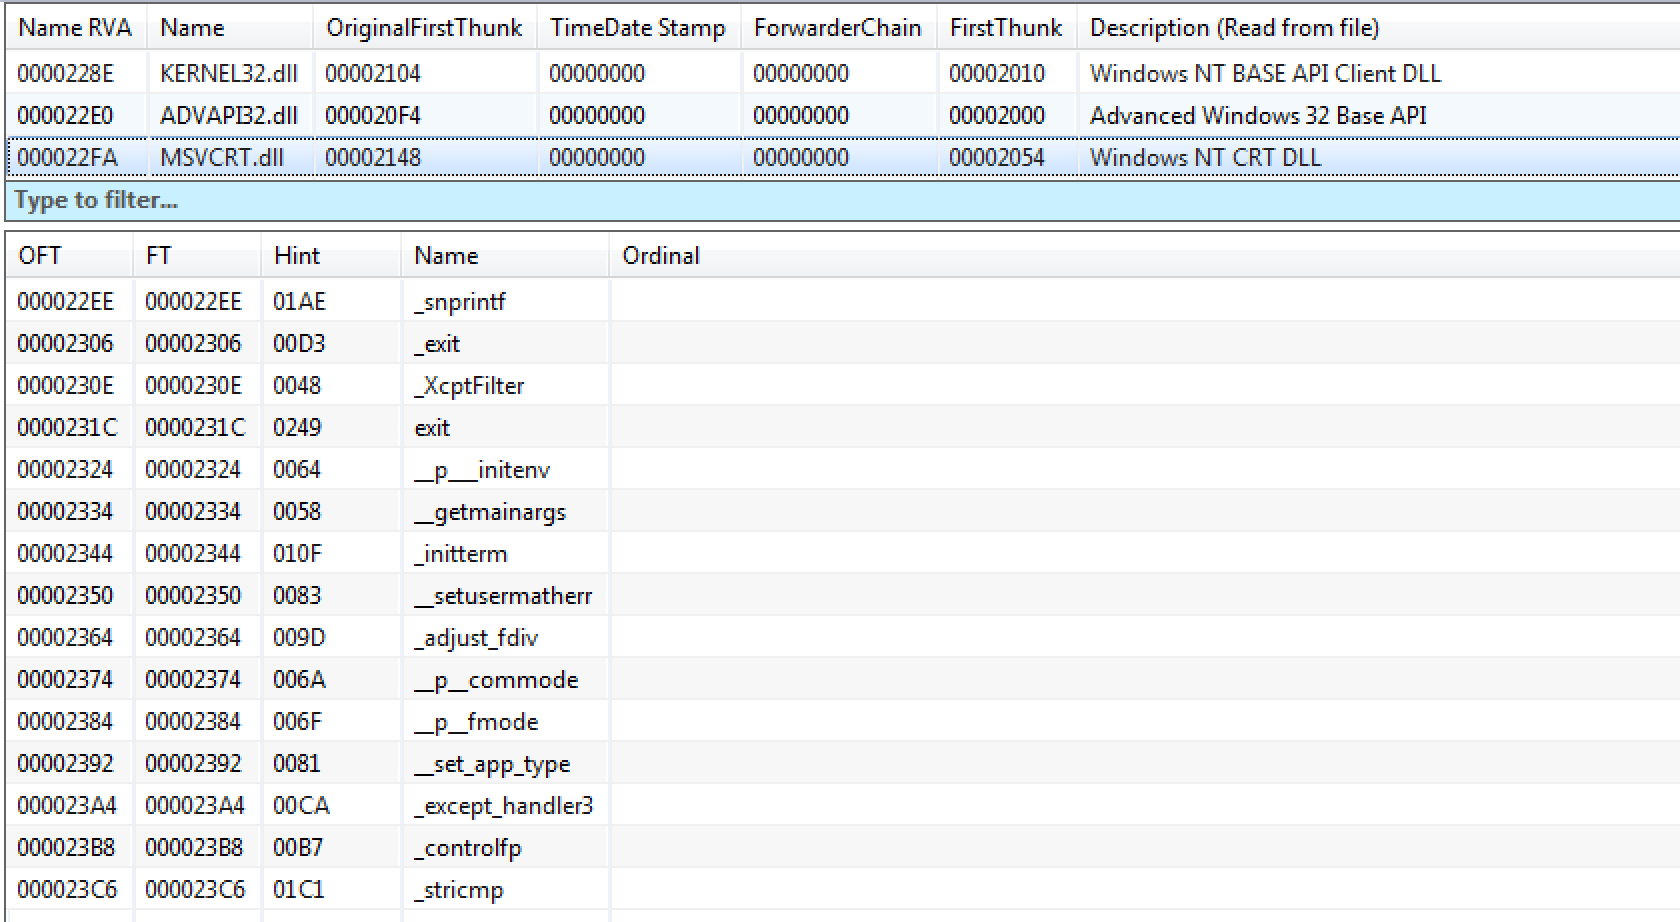 Name RVA Name OriginalFirstThunk TimeDate Stamp ForwarderChain FirstThunk Description (Read from file)
0000228E KERNEL32.dll 00002104 00000000 00000000 00002010 Windows NT BASE API Client DLL
000022E0 ADVAPI32.dll 000020F4 00000000 00000000 00002000 Advanced Windows 32 Base API
000022FA MSVCRT.dll 00002148 00000000 00000000 00002054 Windows NT CRT DLL
Type to filter...
OFT FT Hint Name Ordinal
000022EE 000022EE 01AE _snprintf
00002306 00002306 00D3 _exit
0000230E 0000230E 0048 _XcptFilter
0000231C 0000231C 0249 exit
00002324 00002324 0064 __p___initenv
00002334 00002334 0058 __getmainargs
00002344 00002344 010F _initterm
00002350 00002350 0083 __setusermatherr
00002364 00002364 009D _adjust_fdiv
00002374 00002374 006A __p__commode
00002384 00002384 006F __p__fmode
00002392 00002392 0081 __set_app_type
000023A4 000023A4 00CA _except_handler3
000023B8 000023B8 00B7 _controlfp
000023C6 000023C6 01C1 _stricmp